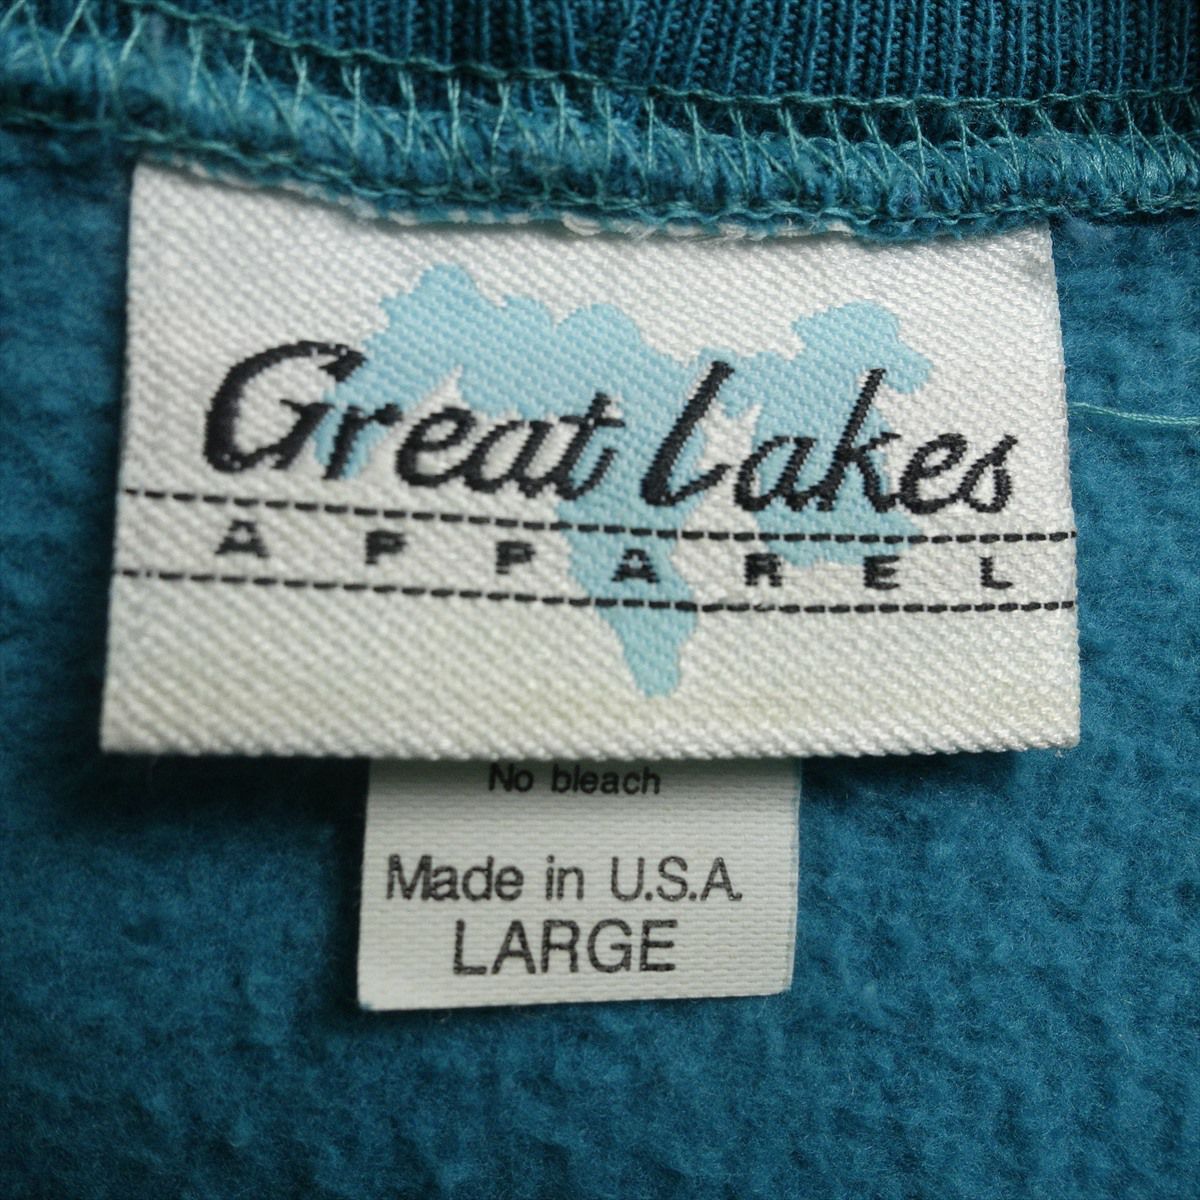 Great Lakes
APPAREL
No bleach
Made in U.S.A.
LARGE